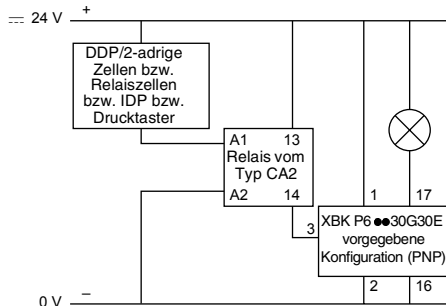 24 V
+
DDP/2-adrige
Zellen bzw.
Relaiszellen
bzw. IDP bzw.
Drucktaster
A1 13
Relais vom
Typ CA2
A2 14
1 17
3
XBK P6 ●●30G30E
vorgegebene
Konfiguration (PNP)
2 16
0 V
–